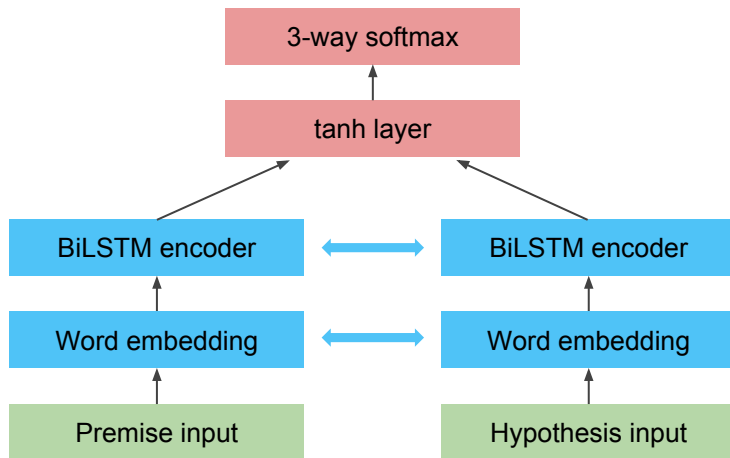 3-way softmax
tanh layer
BiLSTM encoder
BiLSTM encoder
Word embedding
Word embedding
Premise input
Hypothesis input